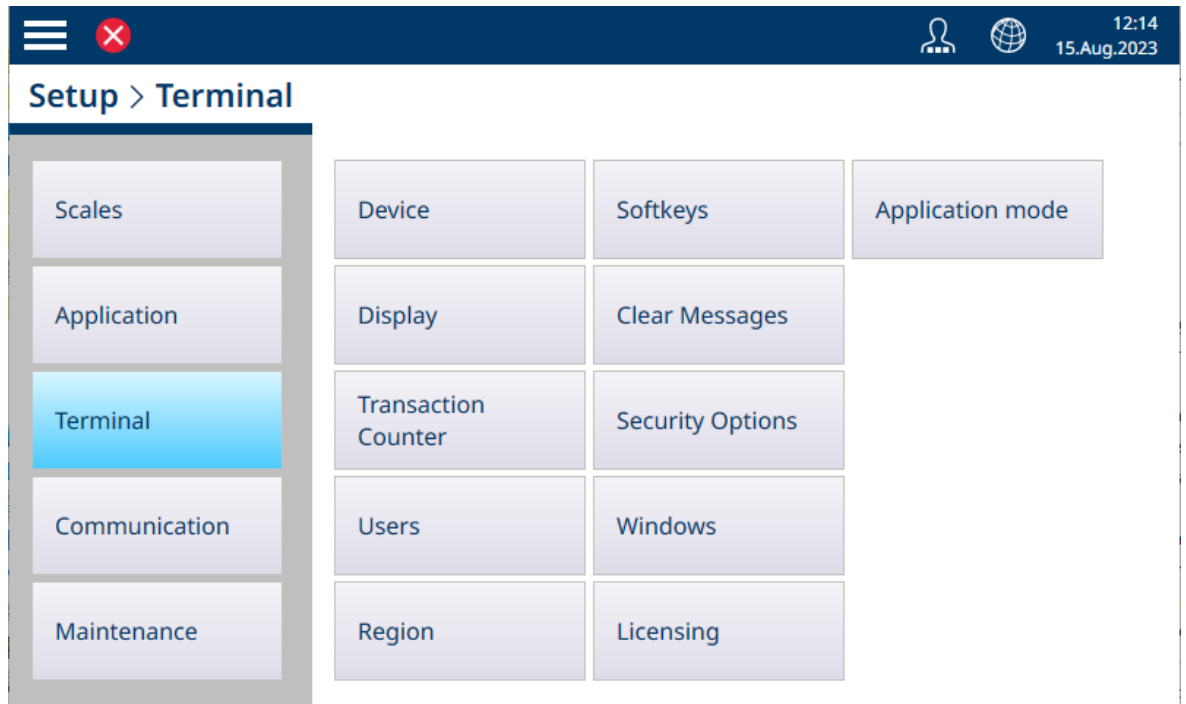 12:14
15.Aug.2023
Setup > Terminal
Scales
Application
Terminal
Communication
Maintenance
Device
Softkeys
Application mode
Display
Clear Messages
Transaction
Counter
Security Options
Users
Windows
Region
Licensing